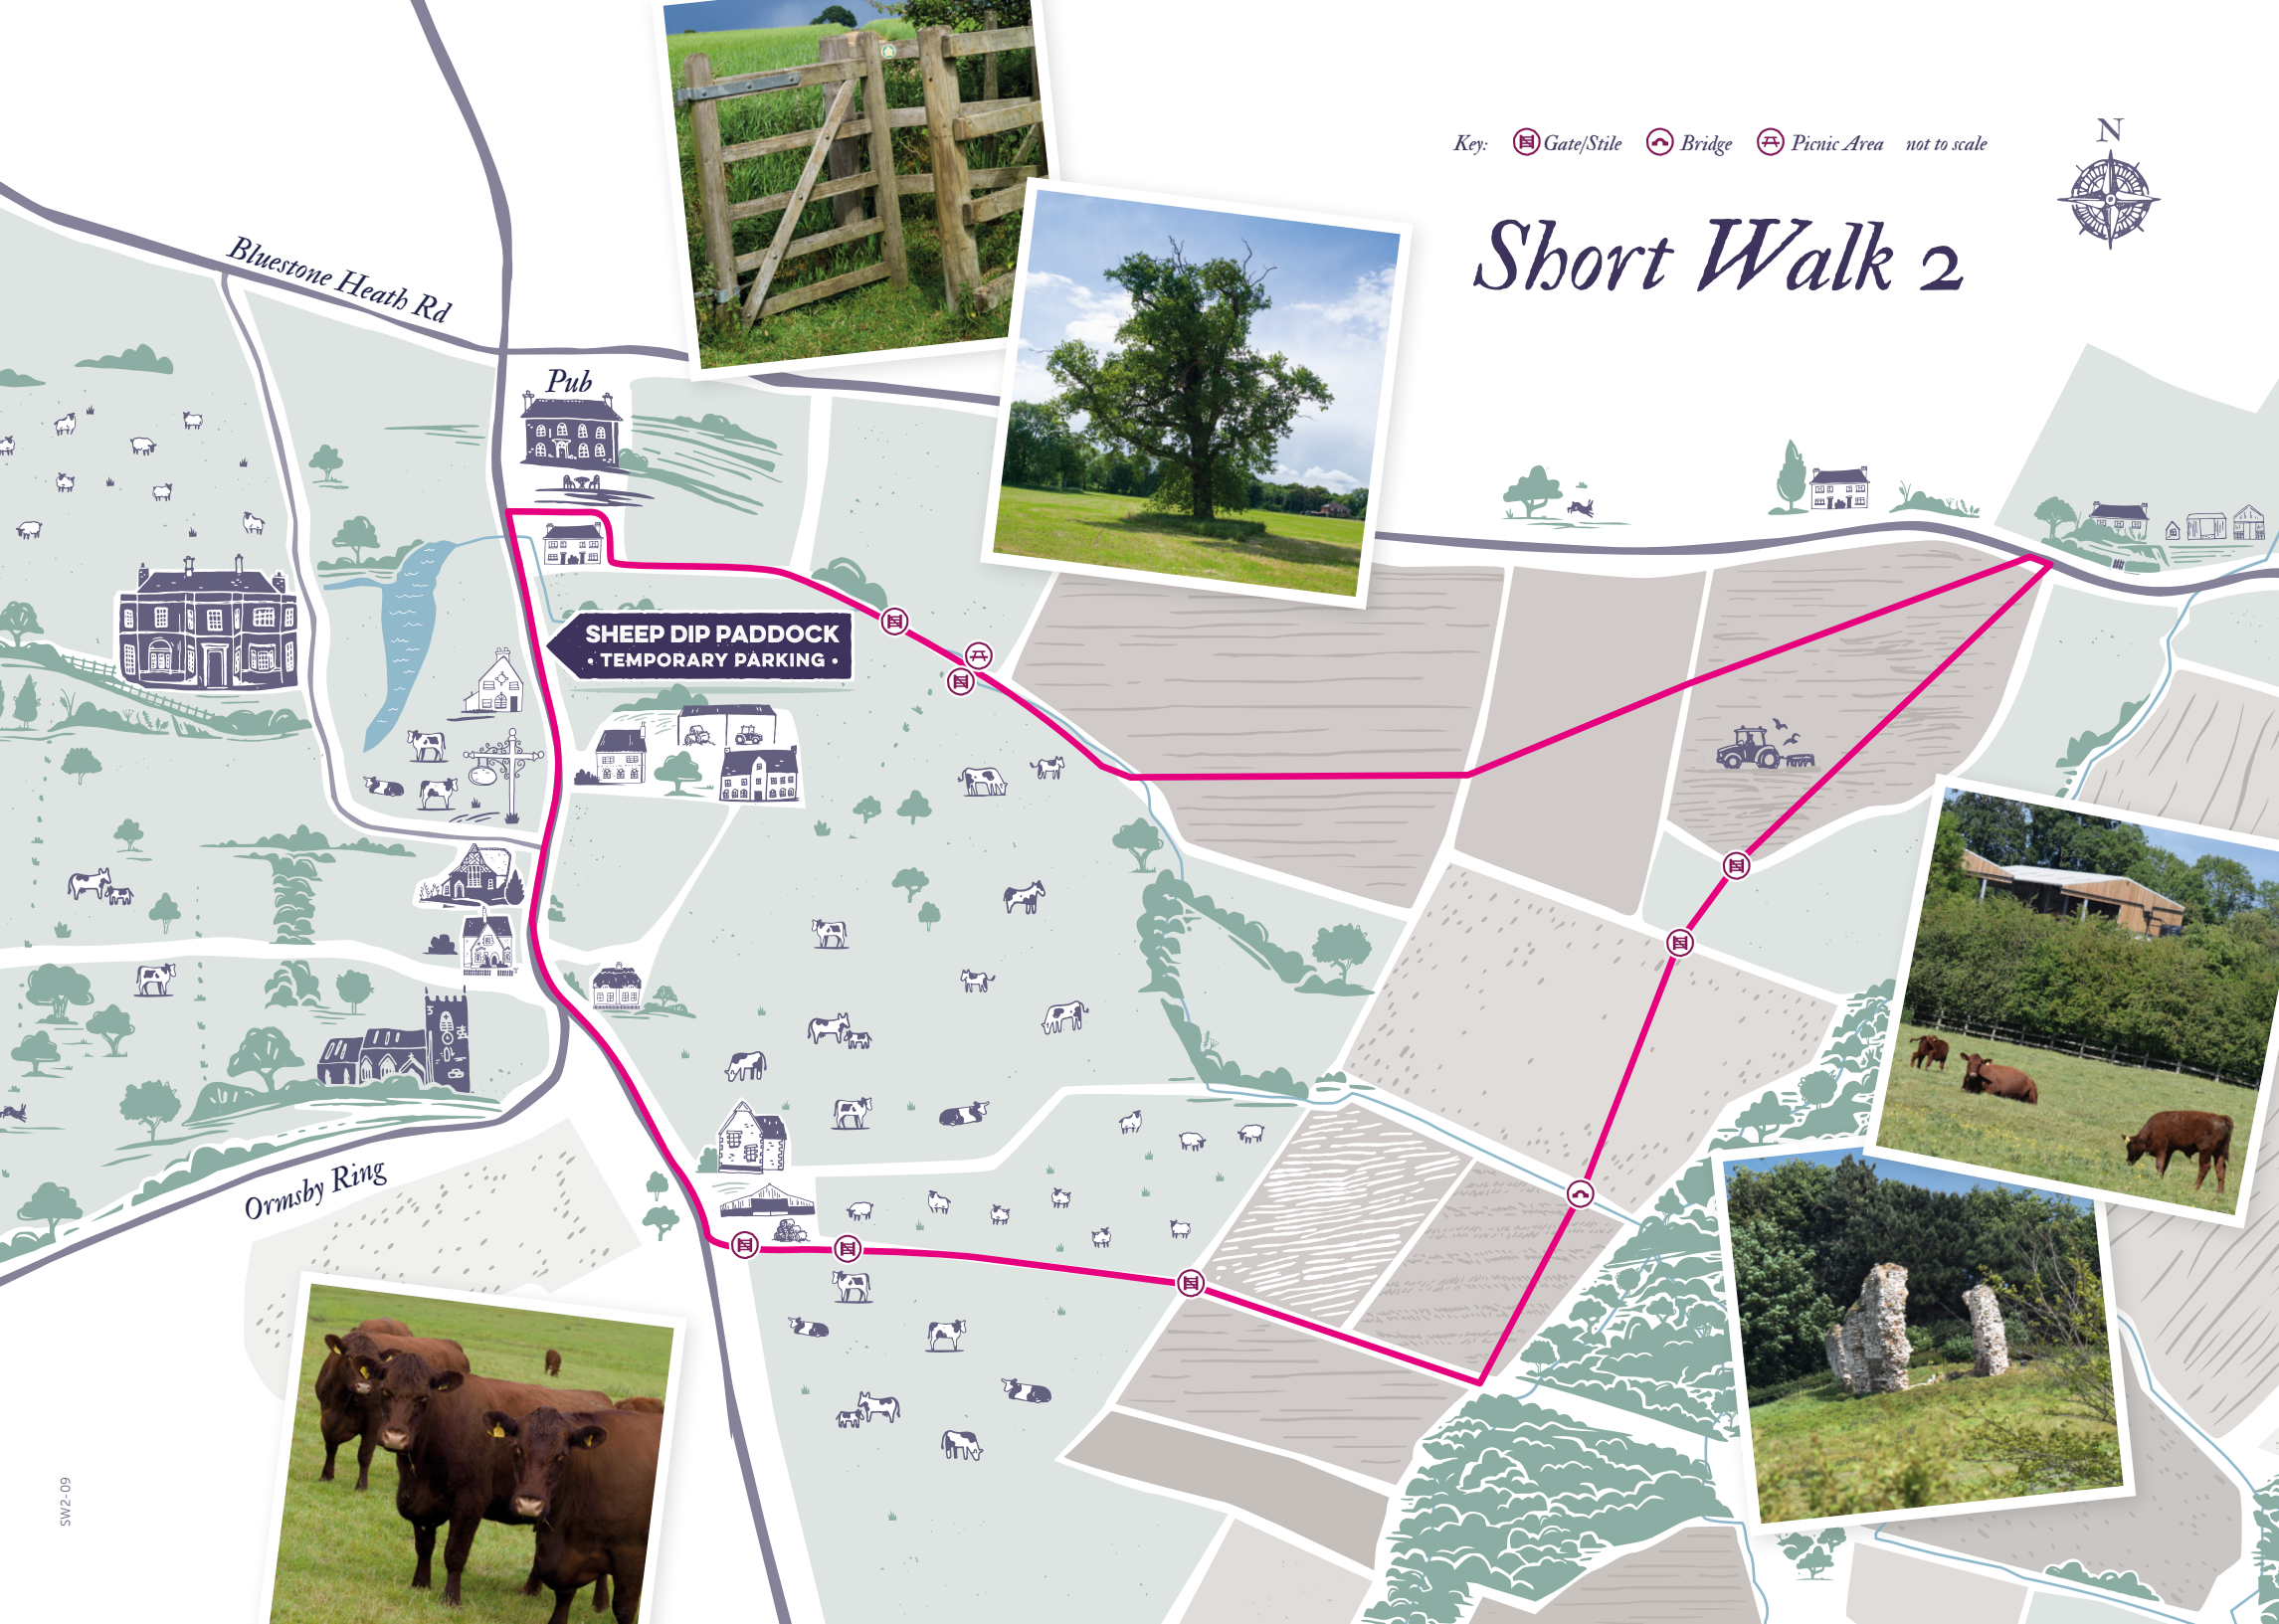 Key: Gate/Stile Bridge Picnic Area not to scale
N
Short Walk 2
Bluestone Heath Rd
Pub
SHEEP DIP PADDOCK
• TEMPORARY PARKING •
Ormsby Ring
SW2-09